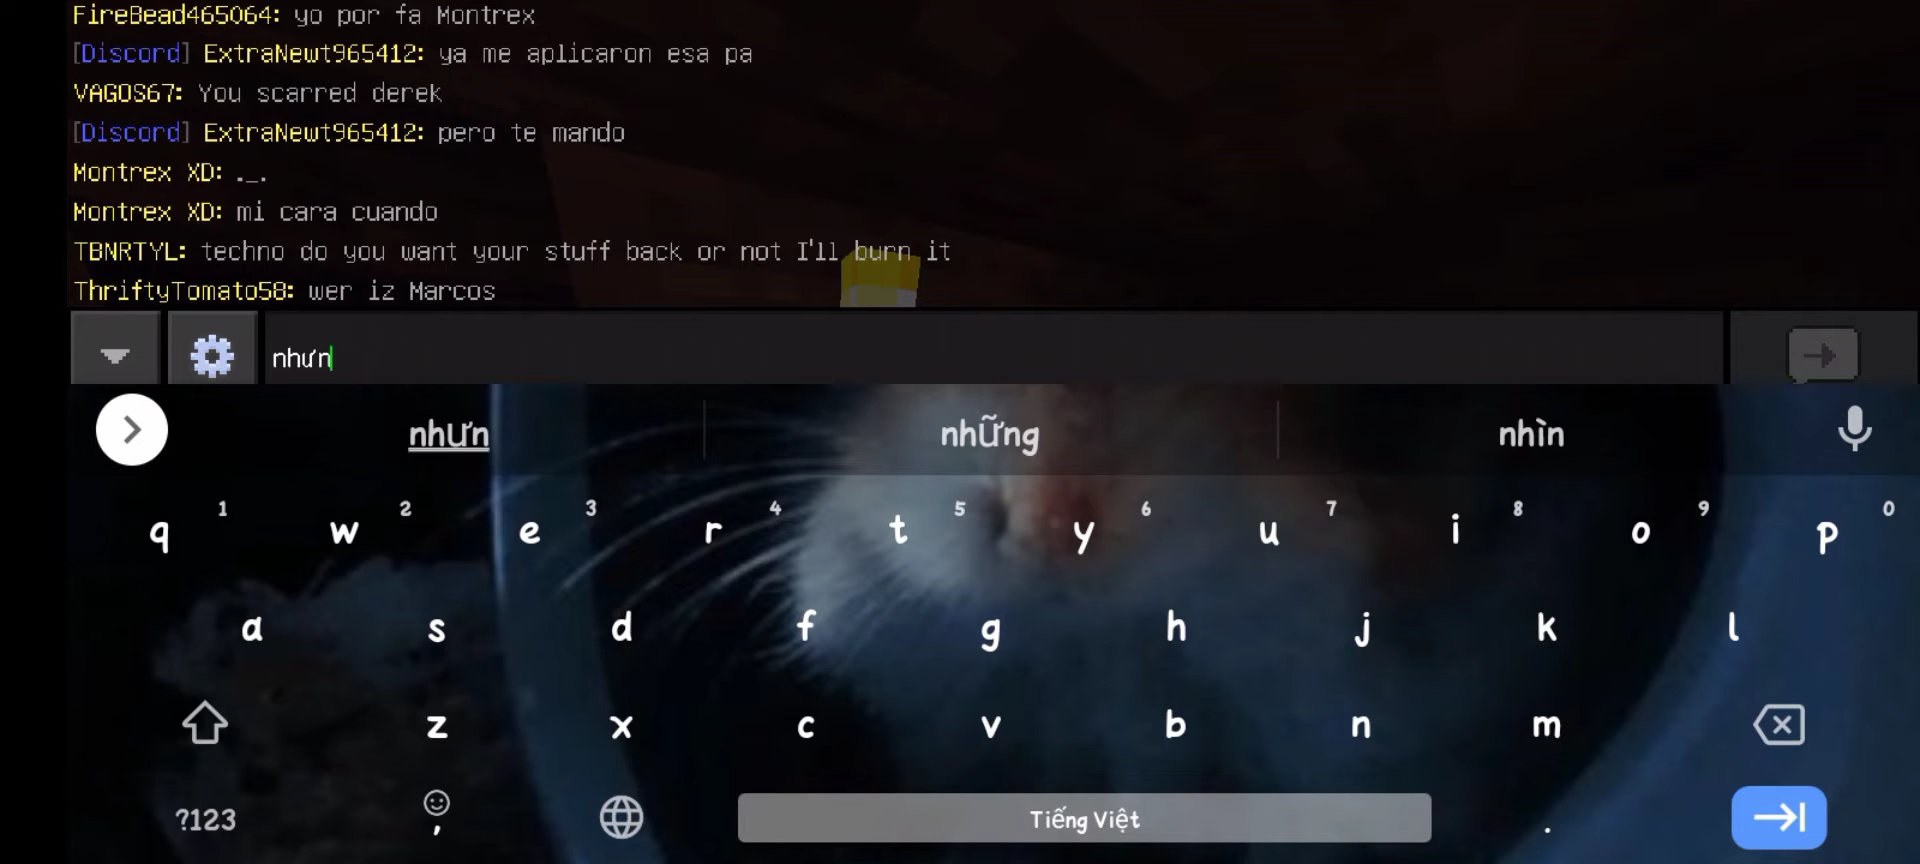 FireBead465064: yo por fa Montrex
[Discord] ExtraNewt965412: ya me aplicaron esa pa
VAGOS67: You scarred derek
[Discord] ExtraNewt965412: pero te mando
Montrex XD: ._.
Montrex XD: mi cara cuando
TBNRTYL: techno do you want your stuff back or not I'll burn it
ThriftyTomato58: wer iz Marcos
nhưn
nhưn những nhìn
1 2 3 4 5 6 7 8 9 0
q w e r t y u i o p
a s d f g h j k l
z x c v b n m
?123 , Tiếng Việt .